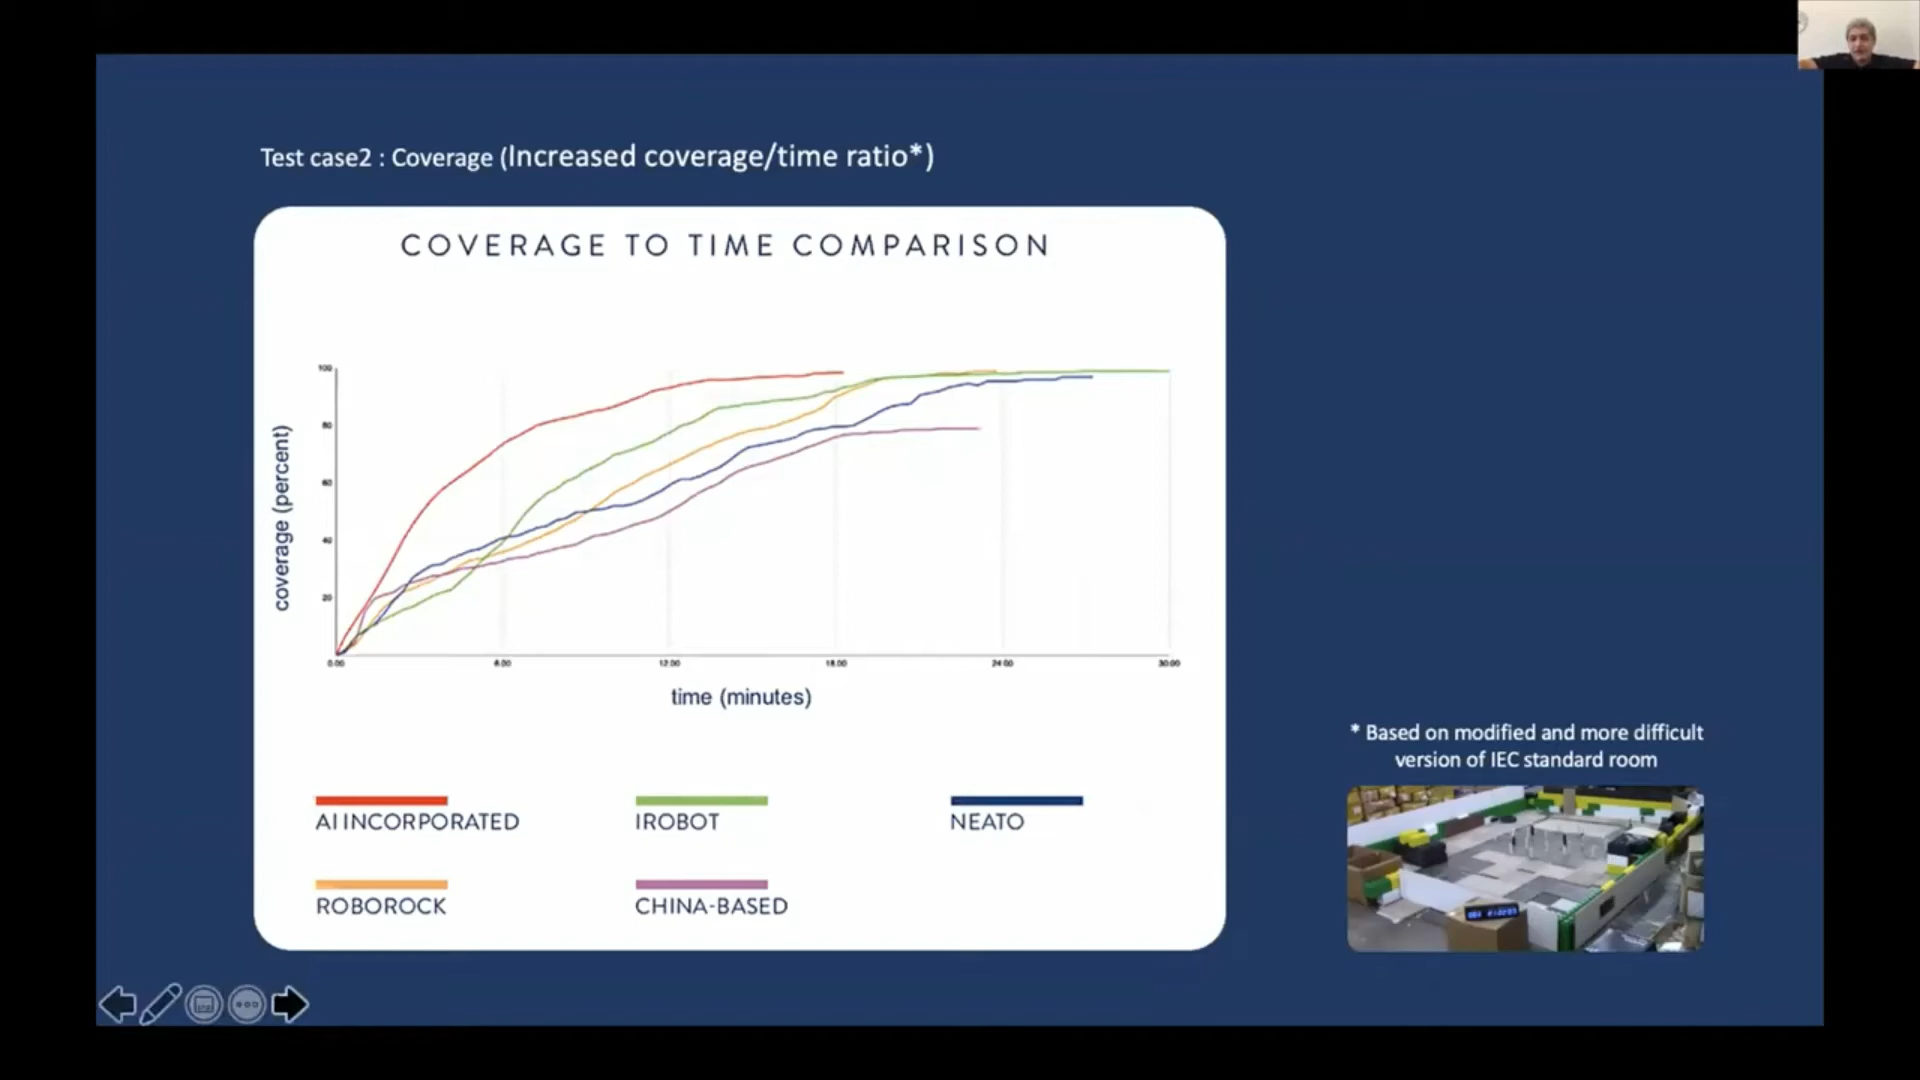 Test case2 : Coverage (Increased coverage/time ratio*)
COVERAGE TO TIME COMPARISON
coverage (percent)
100
80
60
40
20
0.00
6.00
12.00
18.00
24.00
30.00
time (minutes)
AI INCORPORATED
IROBOT
NEATO
ROBOROCK
CHINA-BASED
* Based on modified and more difficult
version of IEC standard room